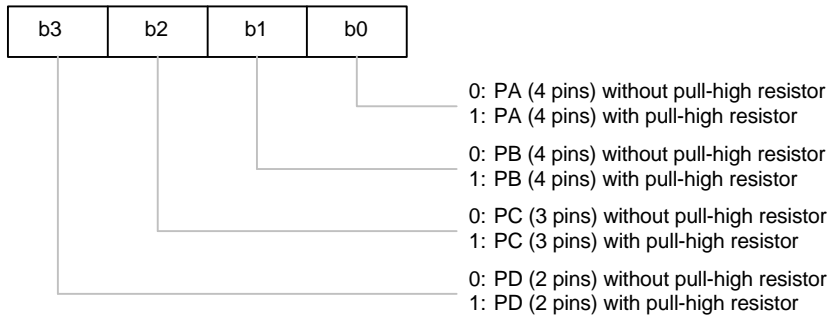 b3 b2 b1 b0
0: PA (4 pins) without pull-high resistor
1: PA (4 pins) with pull-high resistor
0: PB (4 pins) without pull-high resistor
1: PB (4 pins) with pull-high resistor
0: PC (3 pins) without pull-high resistor
1: PC (3 pins) with pull-high resistor
0: PD (2 pins) without pull-high resistor
1: PD (2 pins) with pull-high resistor